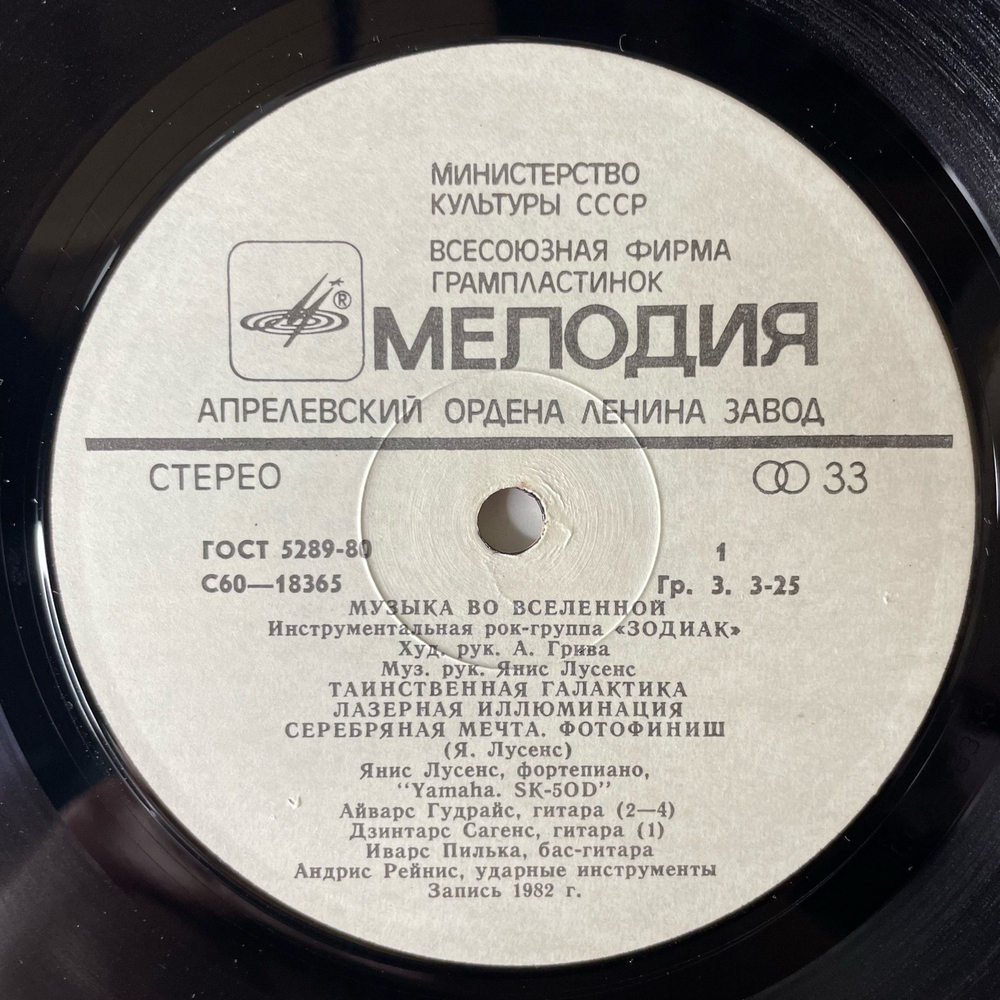 МИНИСТЕРСТВО
КУЛЬТУРЫ СССР
ВСЕСОЮЗНАЯ ФИРМА
ГРАМПЛАСТИНОК
®
МЕЛОДИЯ
АПРЕЛЕВСКИЙ ОРДЕНА ЛЕНИНА ЗАВОД
СТЕРЕО 33
ГОСТ 5289-80 1
С60—18365 Гр. 3. 3-25
МУЗЫКА ВО ВСЕЛЕННОЙ
Инструментальная рок-группа «ЗОДИАК»
Худ. рук. А. Грива
Муз. рук. Янис Лусенс
ТАИНСТВЕННАЯ ГАЛАКТИКА
ЛАЗЕРНАЯ ИЛЛЮМИНАЦИЯ
СЕРЕБРЯНАЯ МЕЧТА. ФОТОФИНИШ
(Я. Лусенс)
Янис Лусенс, фортепиано,
"Yamaha. SK-50D"
Айварс Гудрайс, гитара (2—4)
Дзинтарс Сагенс, гитара (1)
Иварс Пилька, бас-гитара
Андрис Рейнис, ударные инструменты
Запись 1982 г.